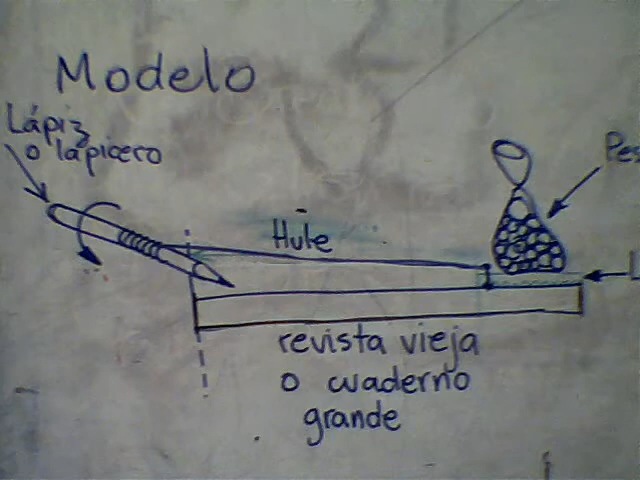 Modelo
Lápiz
o lapicero
Hule
revista vieja
o cuaderno
grande